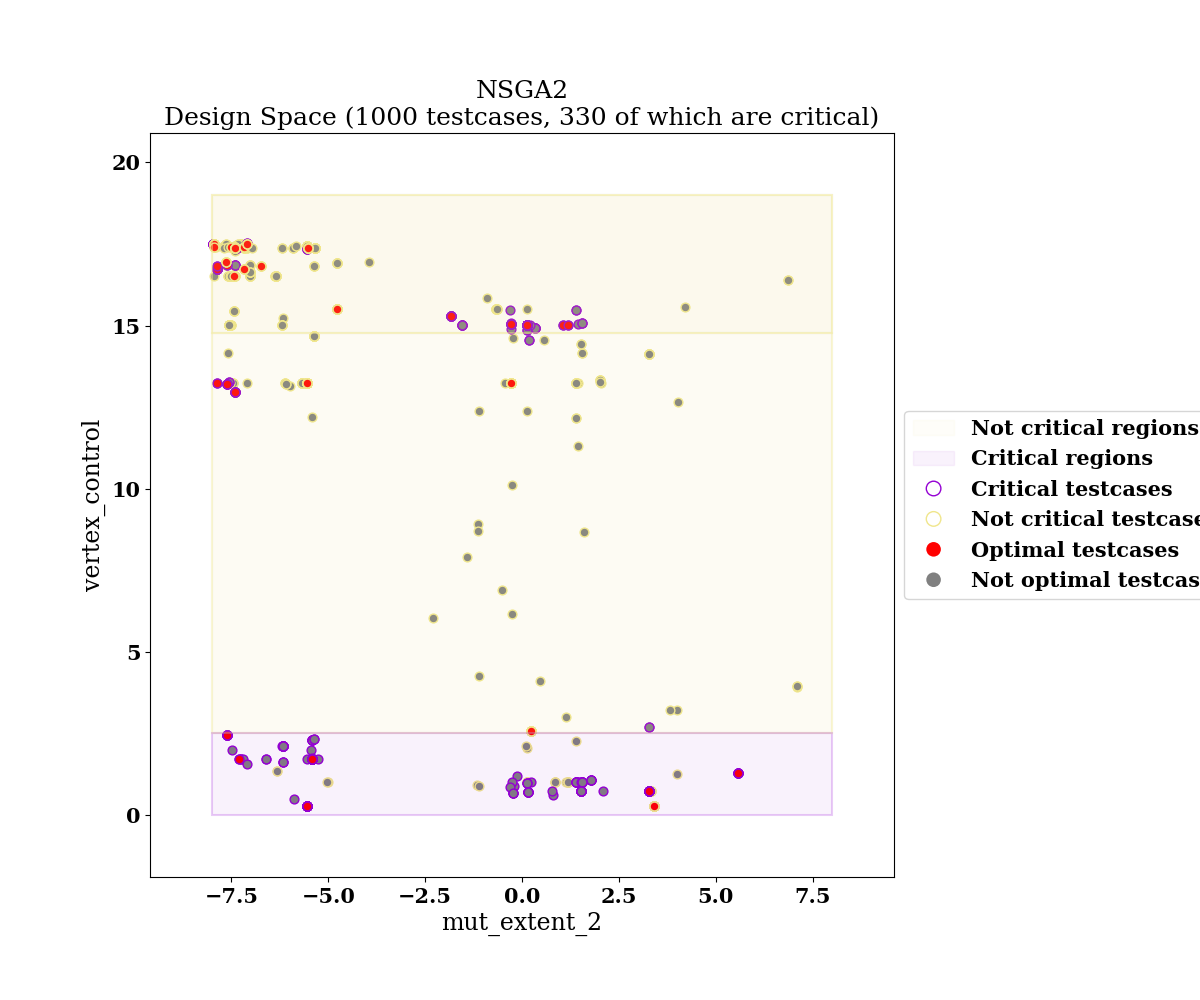 NSGA2
Design Space (1000 testcases, 330 of which are critical)
20
15
10
5
0
vertex_control
−7.5 −5.0 −2.5 0.0 2.5 5.0 7.5
mut_extent_2
Not critical regions
Critical regions
Critical testcases
Not critical testcase
Optimal testcases
Not optimal testcas